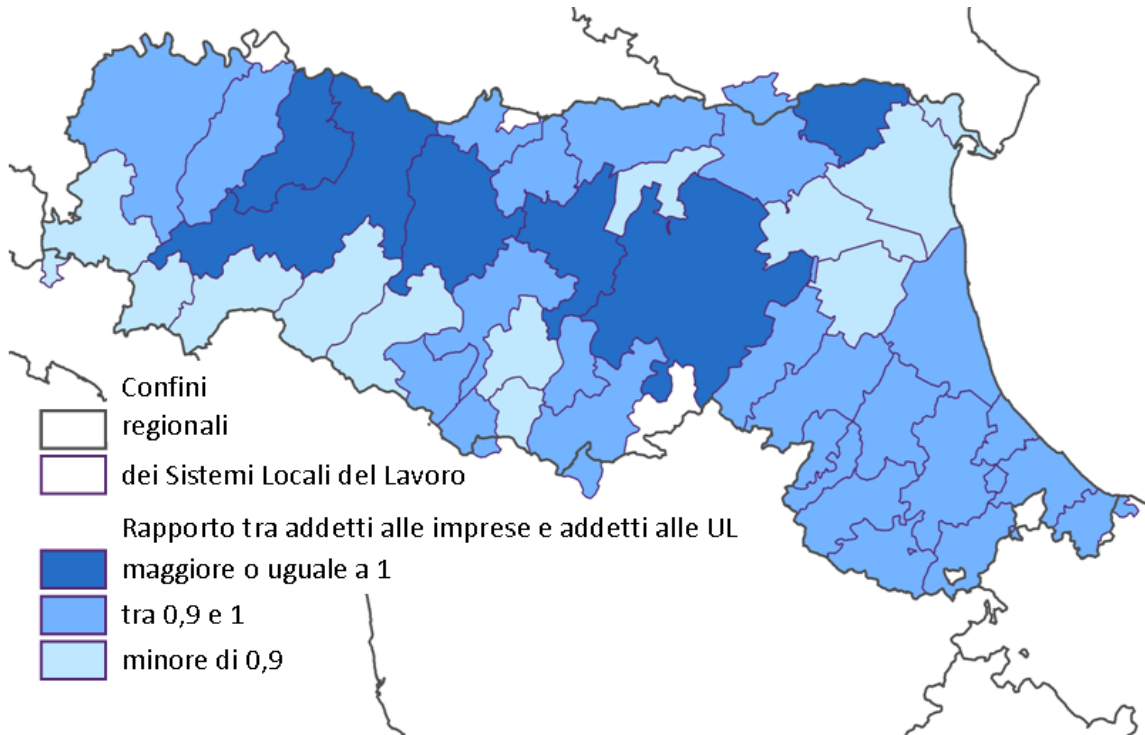 Confini
regionali
dei Sistemi Locali del Lavoro
Rapporto tra addetti alle imprese e addetti alle UL
maggiore o uguale a 1
tra 0,9 e 1
minore di 0,9